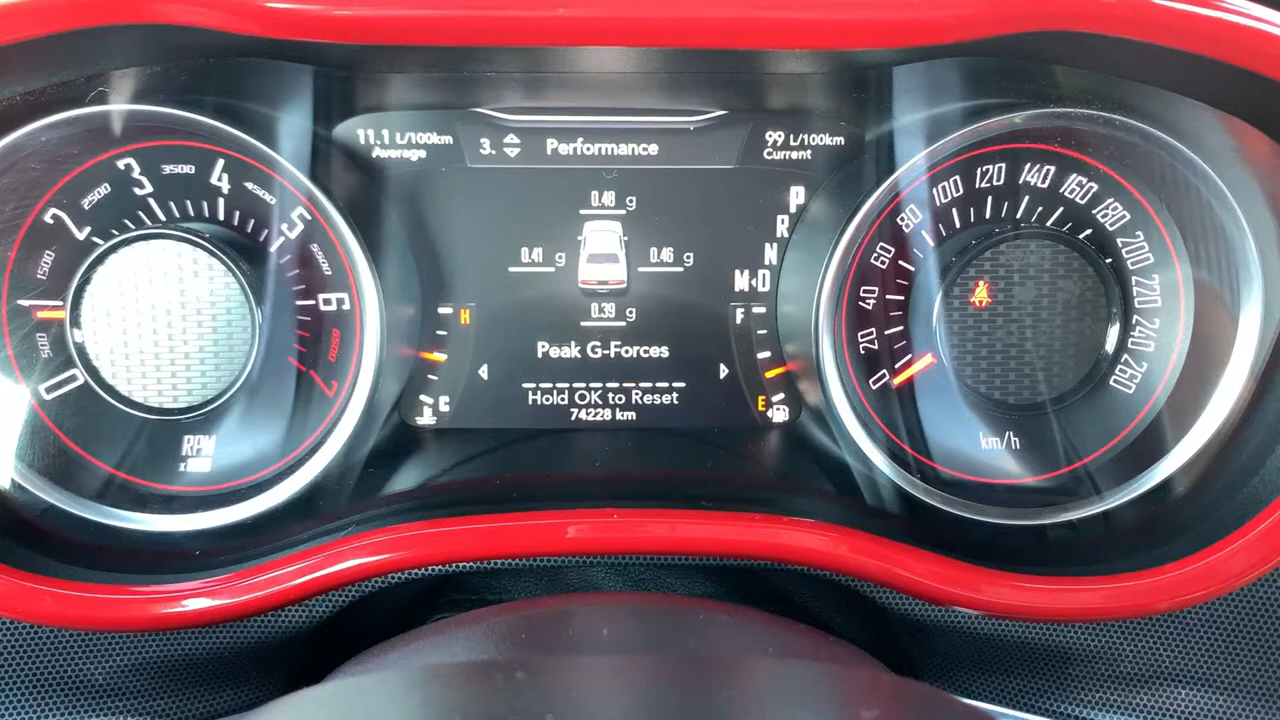 11.1 L/100km
Average
3. Performance
99 L/100km
Current
0.48 g
0.41 g
0.46 g
0.39 g
Peak G-Forces
Hold OK to Reset
74228 km
P
R
N
M D
H
C
F
E
0
500
1
1500
2
2500
3
3500
4
4500
5
5500
6
6500
7
RPM
x
0
20
40
60
80
100
120
140
160
180
200
220
240
260
km/h